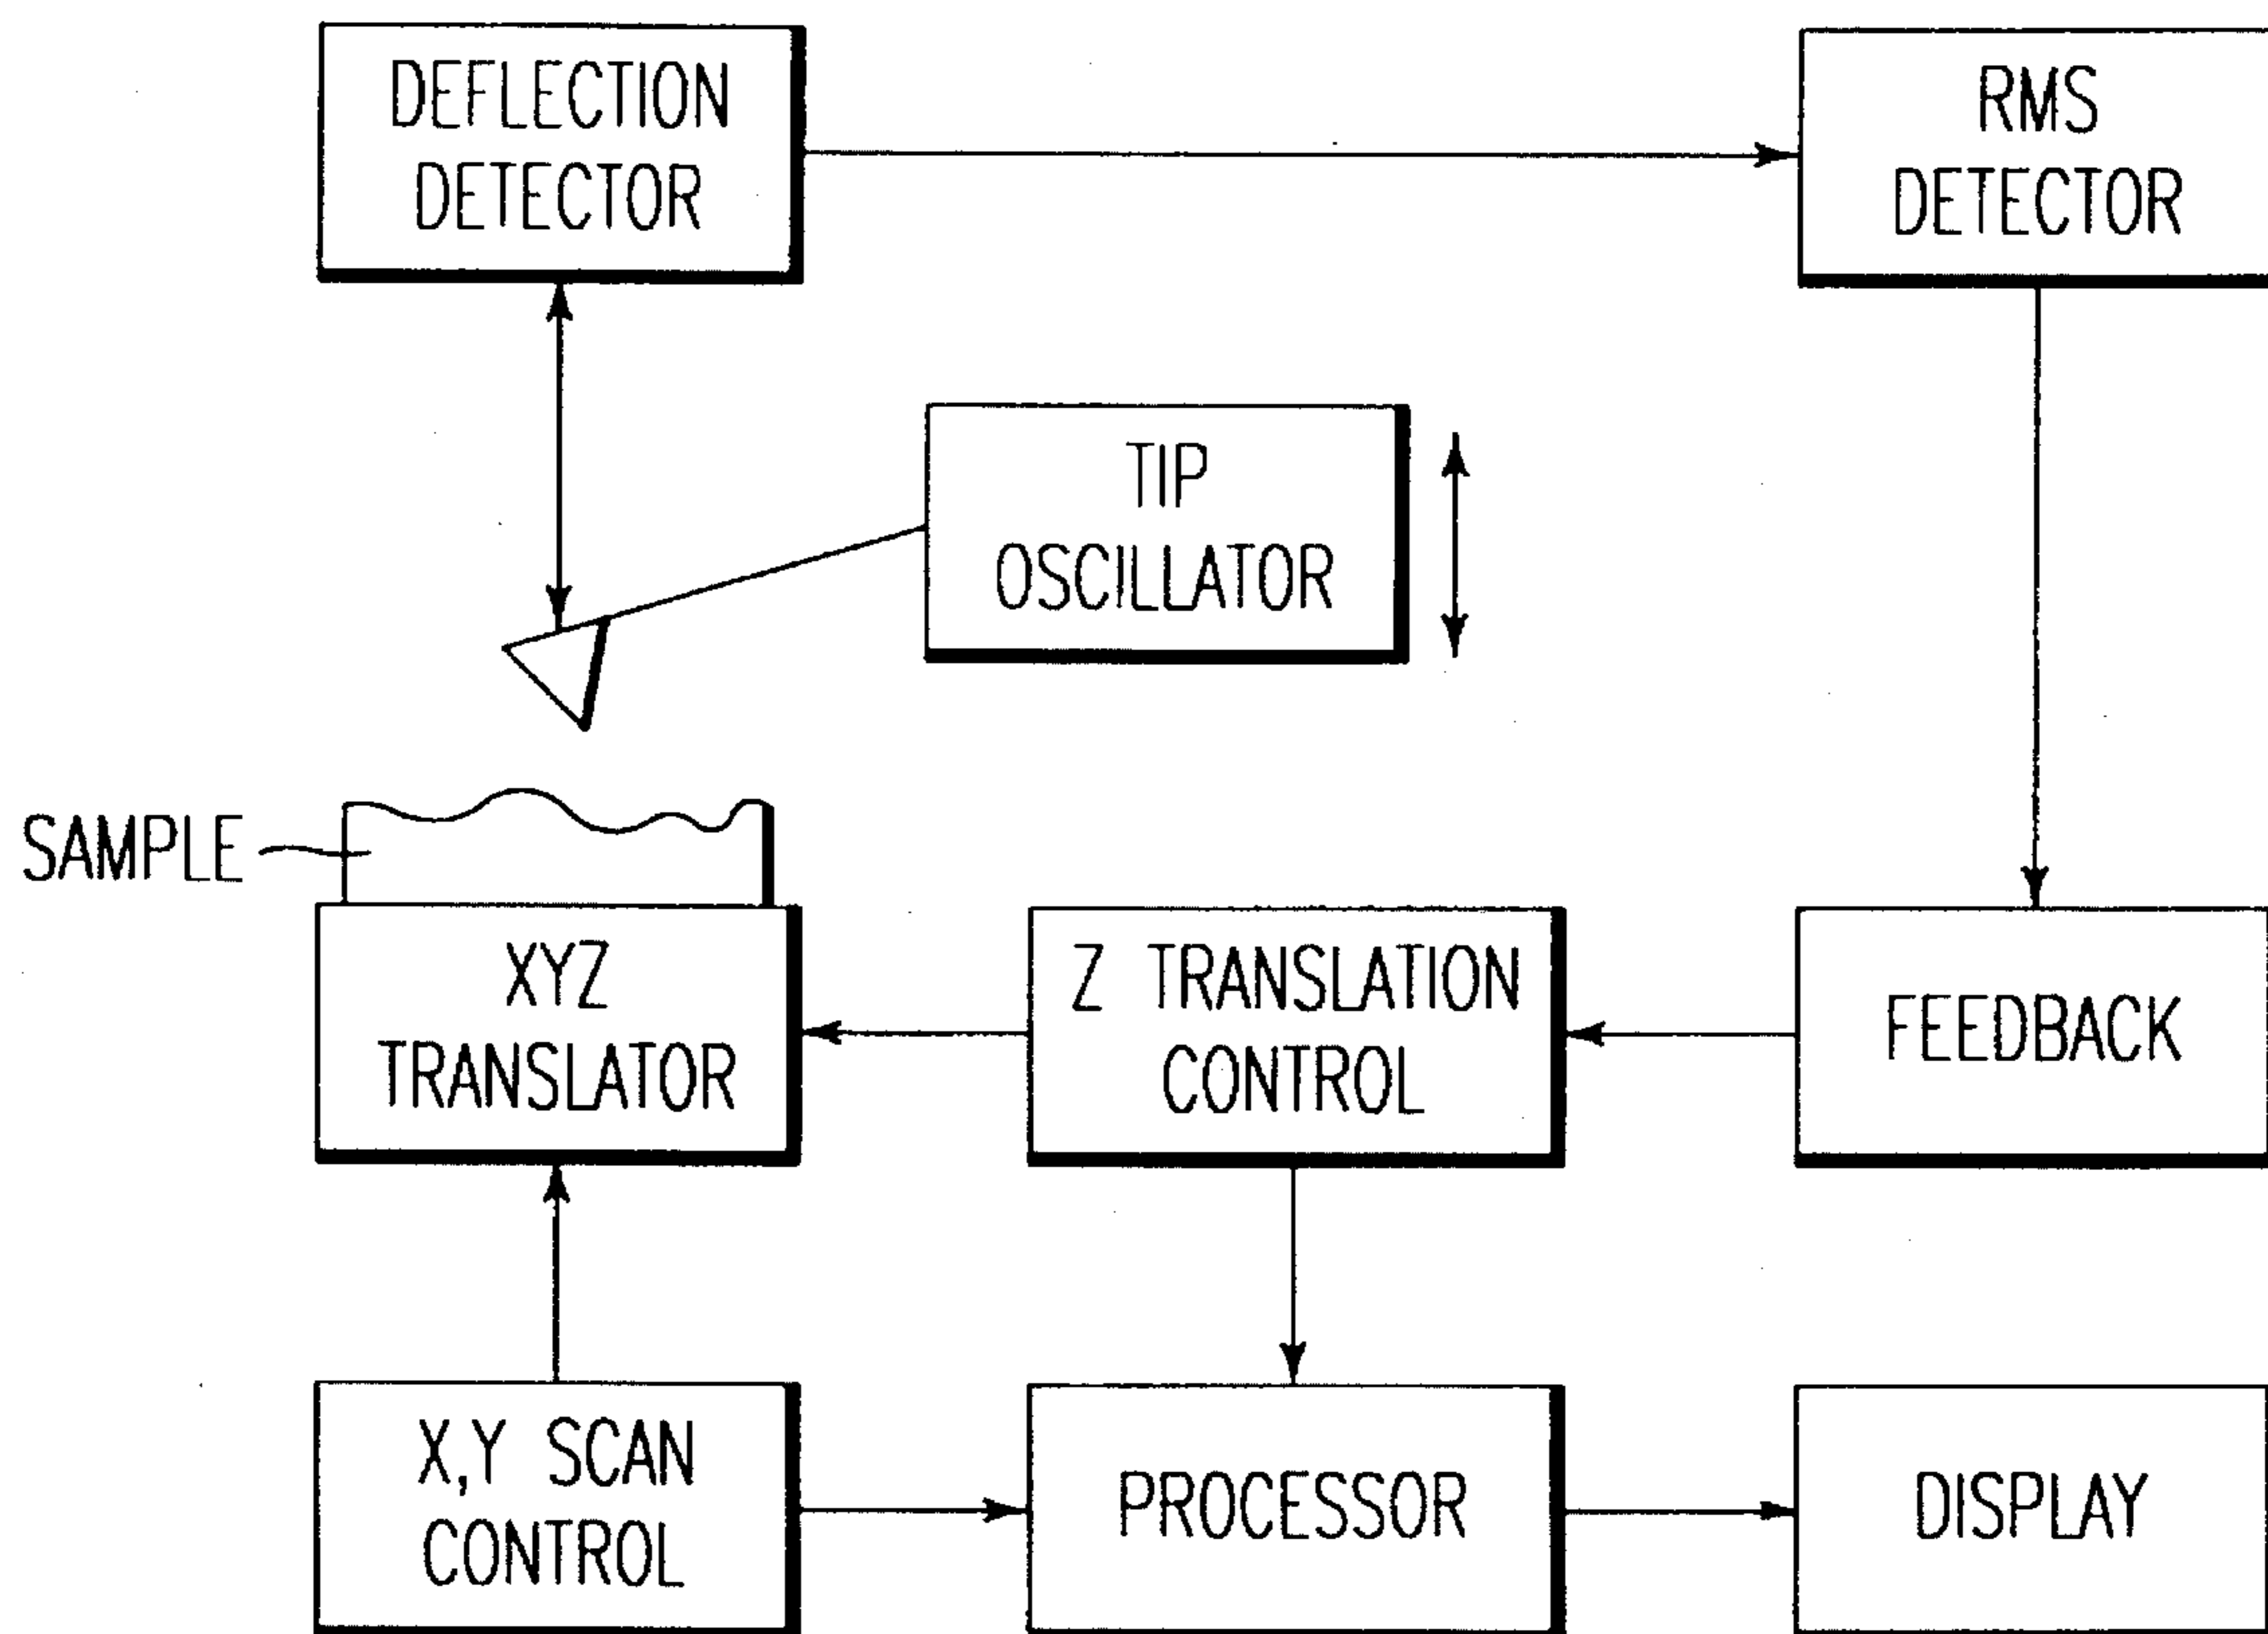 DEFLECTION
DETECTOR
RMS
DETECTOR
TIP
OSCILLATOR
SAMPLE
XYZ
TRANSLATOR
Z TRANSLATION
CONTROL
FEEDBACK
X,Y SCAN
CONTROL
PROCESSOR
DISPLAY